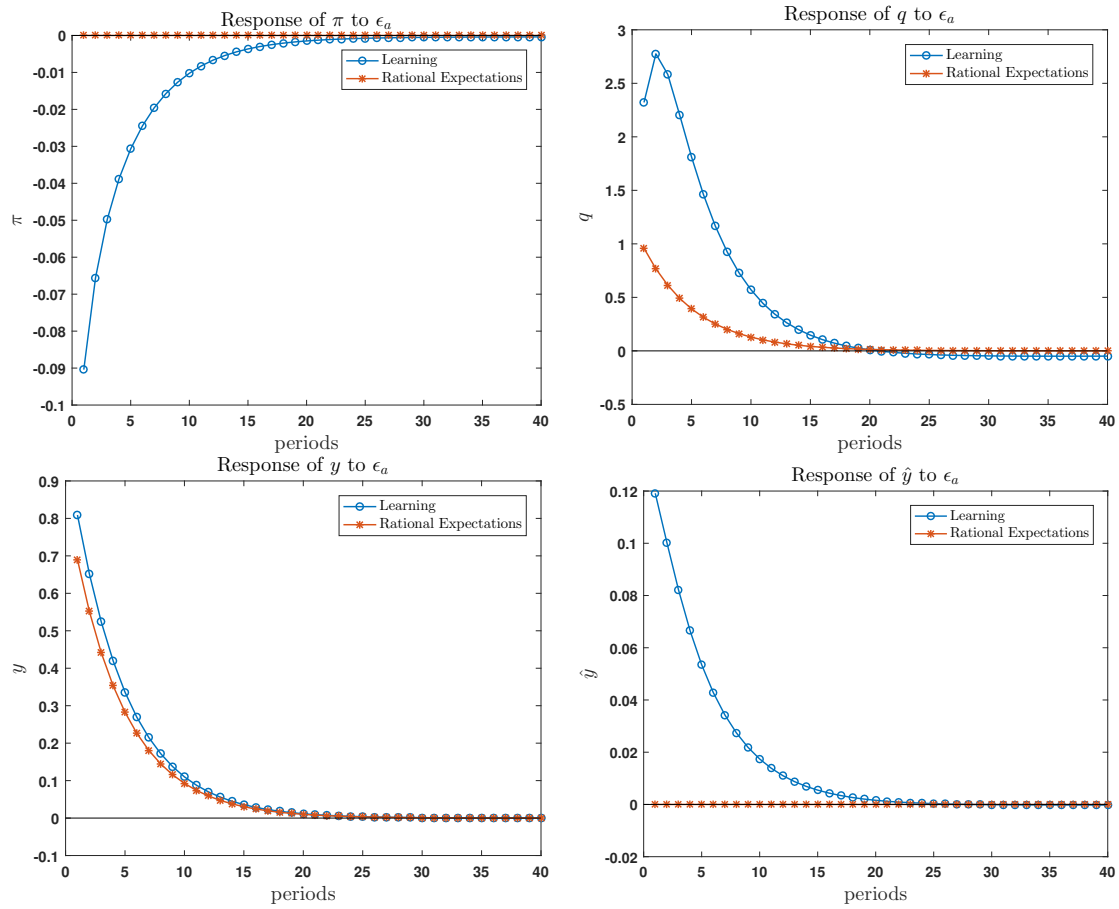 Response of π to ϵₐ
0
-0.01
-0.02
-0.03
-0.04
-0.05
-0.06
-0.07
-0.08
-0.09
-0.1
π
Learning
Rational Expectations
0 5 10 15 20 25 30 35 40
periods
Response of q to ϵₐ
3
2.5
2
1.5
1
0.5
0
-0.5
q
Learning
Rational Expectations
0 5 10 15 20 25 30 35 40
periods
Response of y to ϵₐ
0.9
0.8
0.7
0.6
0.5
0.4
0.3
0.2
0.1
0
-0.1
y
Learning
Rational Expectations
0 5 10 15 20 25 30 35 40
periods
Response of ŷ to ϵₐ
0.12
0.1
0.08
0.06
0.04
0.02
0
-0.02
ŷ
Learning
Rational Expectations
0 5 10 15 20 25 30 35 40
periods